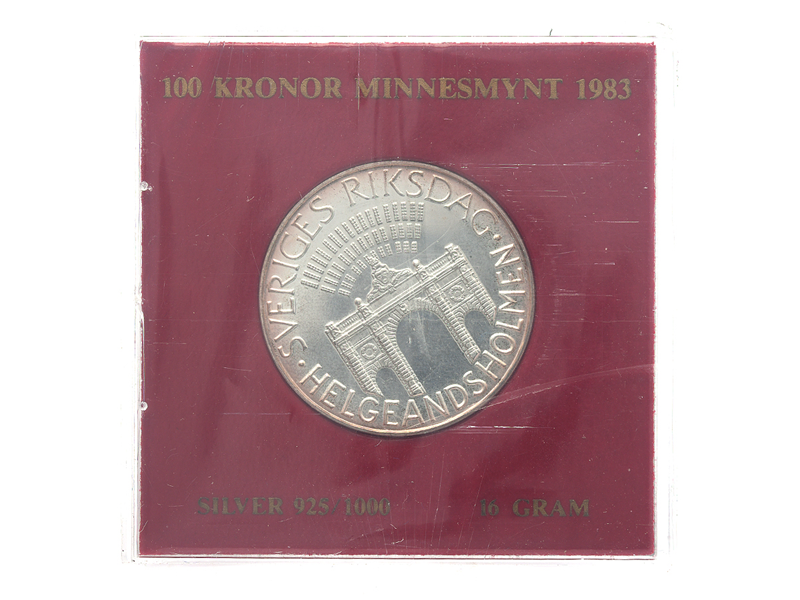 100 KRONOR MINNESMYNT 1983
SVERIGES RIKSDAG · HELGEANDSHOLMEN ·
SILVER 925/1000 16 GRAM